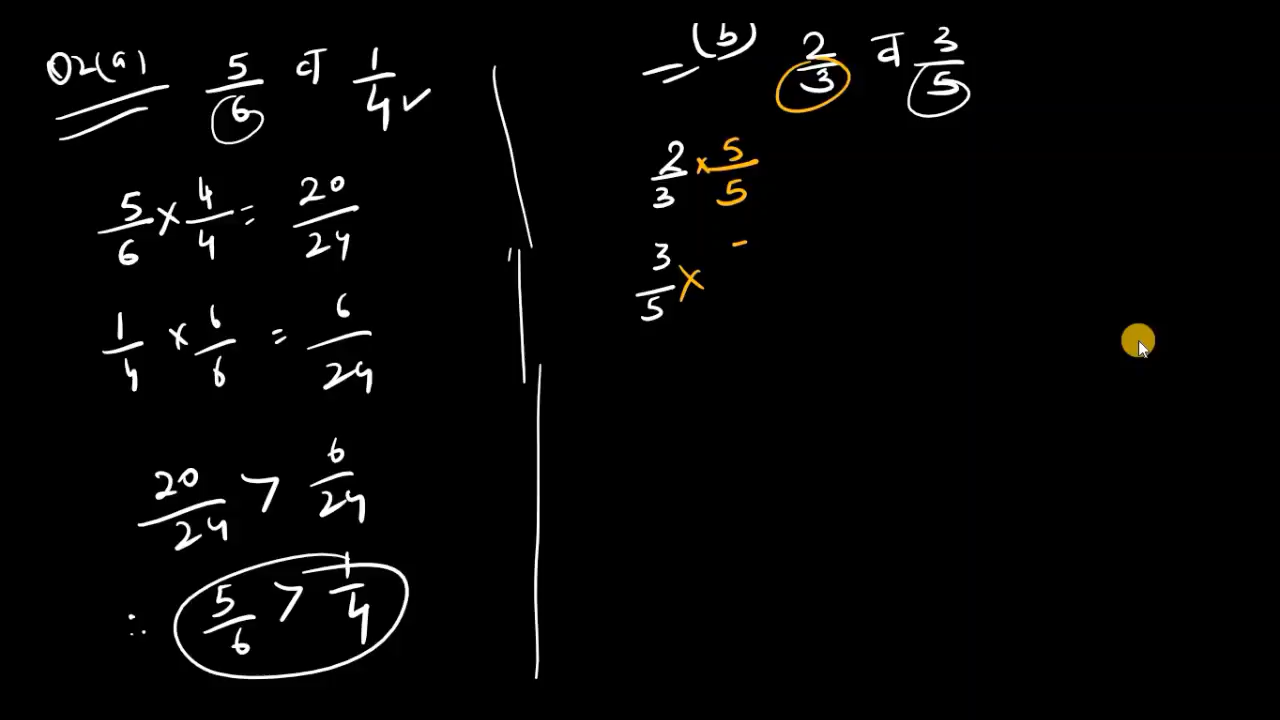 Q2(a) 5/6 व 1/4 ✓
5/6 × 4/4 = 20/24
1/4 × 6/6 = 6/24
20/24 > 6/24
∴ 5/6 > 1/4
(b) 2/3 व 3/5
2/3 × 5/5
3/5 ×